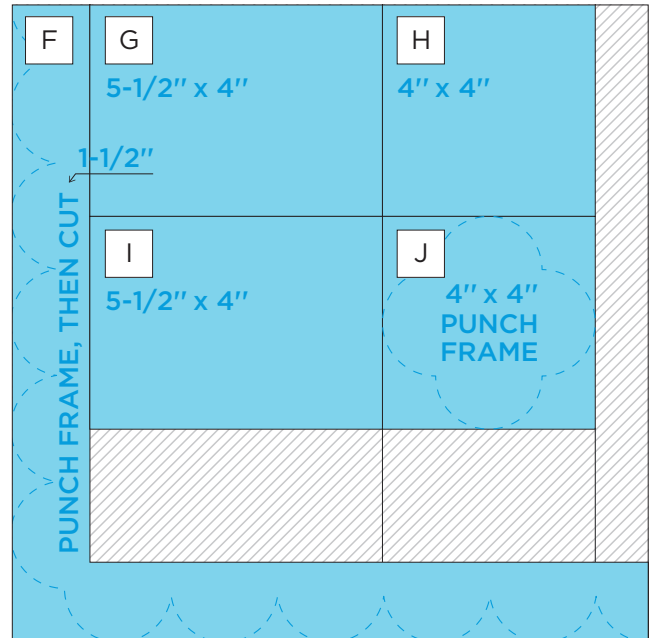 F
G
5-1/2" x 4"
H
4" x 4"
1-1/2"
PUNCH FRAME, THEN CUT
I
5-1/2" x 4"
J
4" x 4"
PUNCH
FRAME